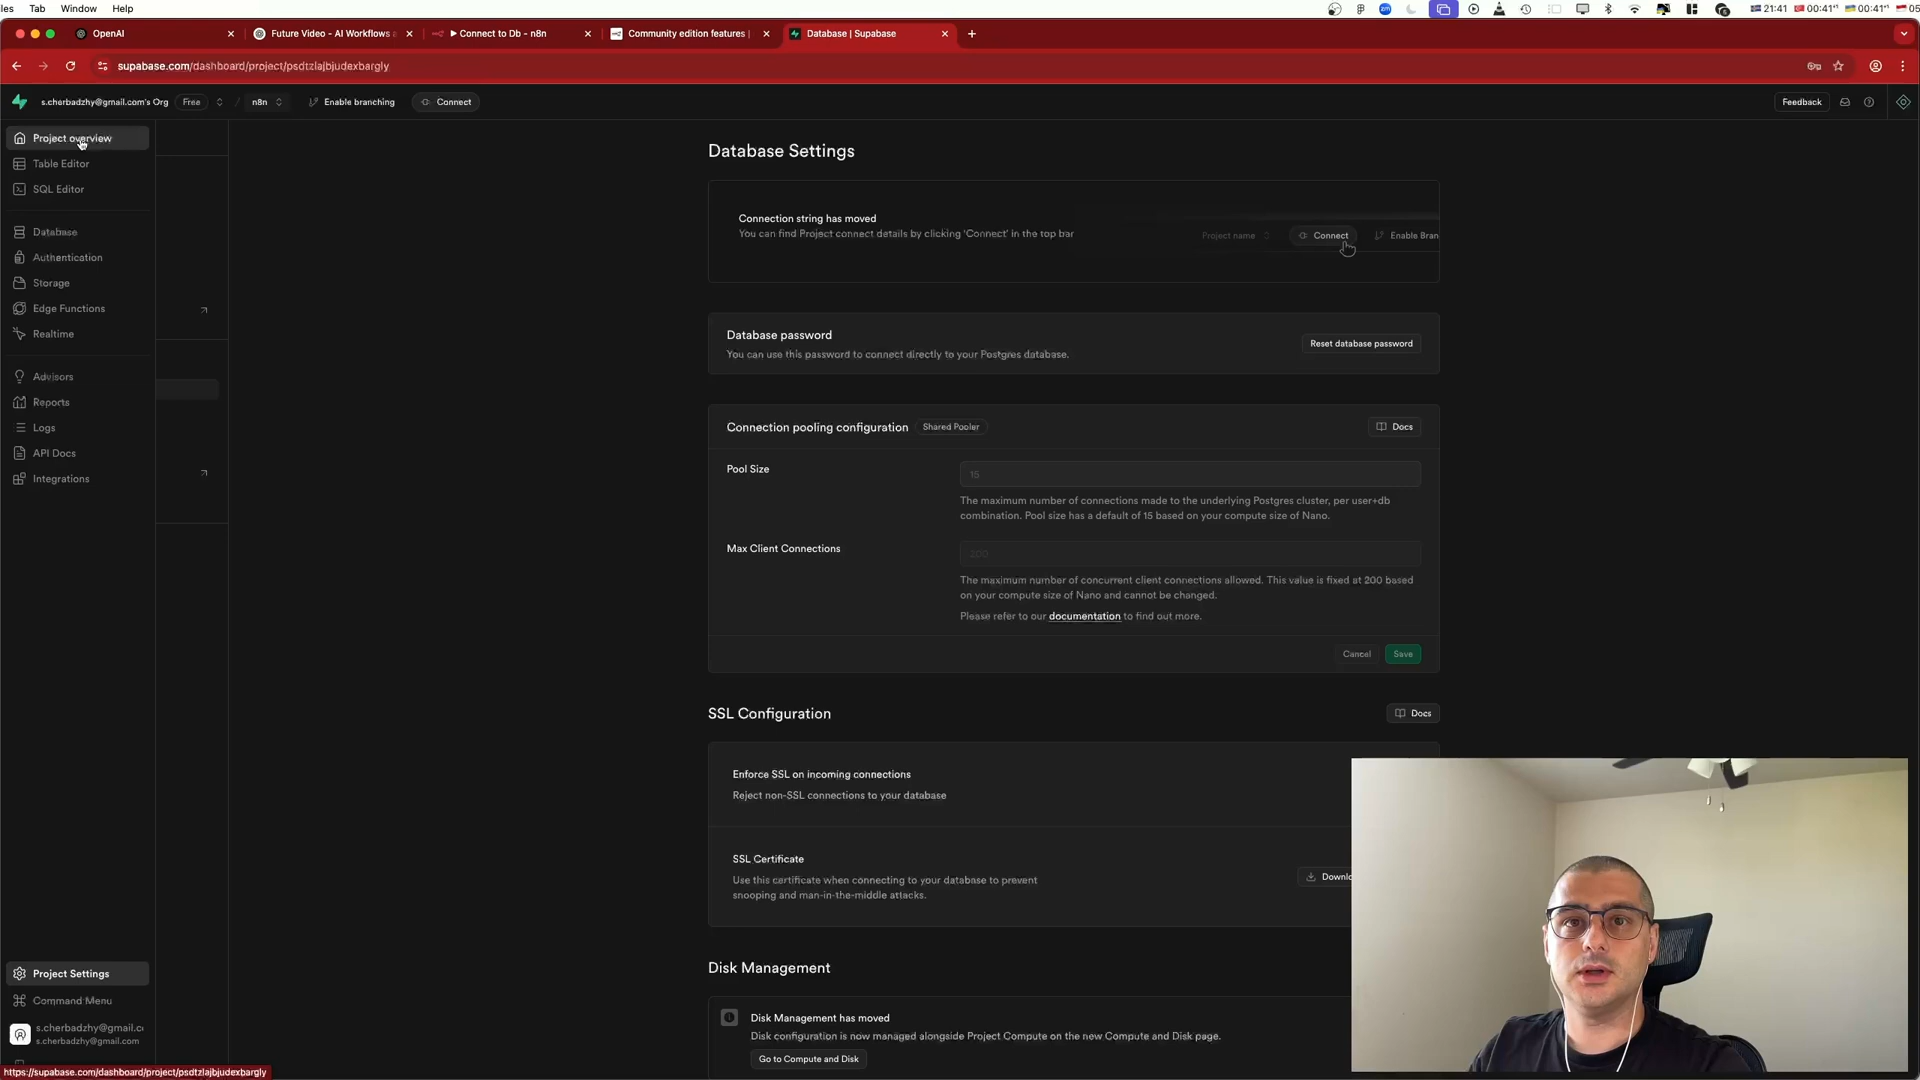 les Tab Window Help
21:41 00:41⁺¹ 00:41⁺¹ 05
OpenAI
Future Video - AI Workflows a
▶ Connect to Db - n8n
Community edition features |
Database | Supabase
supabase.com/dashboard/project/psdtzlajbjudexbargly
s.cherbadzhy@gmail.com's Org
Free
/
n8n
Enable branching
Connect
Feedback
Project overview
Table Editor
SQL Editor
Database
Authentication
Storage
Edge Functions
Realtime
Advisors
Reports
Logs
API Docs
Integrations
Project Settings
Command Menu
s.cherbadzhy@gmail.c
s.cherbadzhy@gmail.com
https://supabase.com/dashboard/project/psdtzlajbjudexbargly
Database Settings
Connection string has moved
You can find Project connect details by clicking 'Connect' in the top bar
Project name
Connect
Enable Bran
Database password
You can use this password to connect directly to your Postgres database.
Reset database password
Connection pooling configuration
Shared Pooler
Docs
Pool Size
15
The maximum number of connections made to the underlying Postgres cluster, per user+db
combination. Pool size has a default of 15 based on your compute size of Nano.
Max Client Connections
200
The maximum number of concurrent client connections allowed. This value is fixed at 200 based
on your compute size of Nano and cannot be changed.
Please refer to our documentation to find out more.
Cancel
Save
SSL Configuration
Docs
Enforce SSL on incoming connections
Reject non-SSL connections to your database
SSL Certificate
Use this certificate when connecting to your database to prevent
snooping and man-in-the-middle attacks.
Downlo
Disk Management
Disk Management has moved
Disk configuration is now managed alongside Project Compute on the new Compute and Disk page.
Go to Compute and Disk